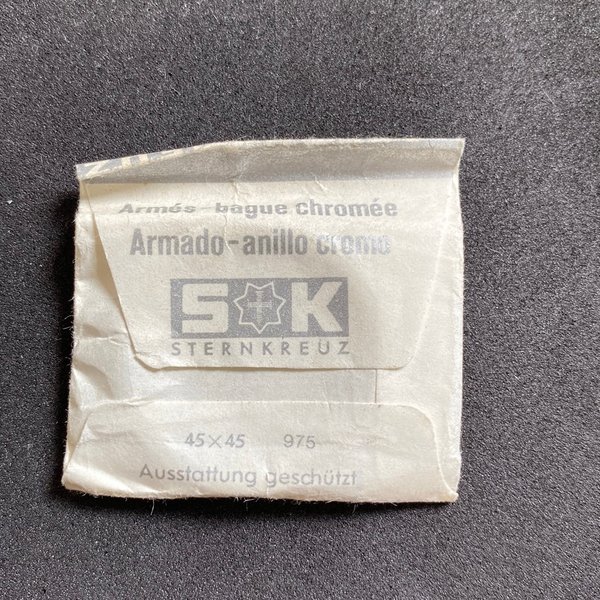 Armés-bague chromée
Armado-anillo cromo
S K
STERNKREUZ
45×45 975
Ausstattung geschützt